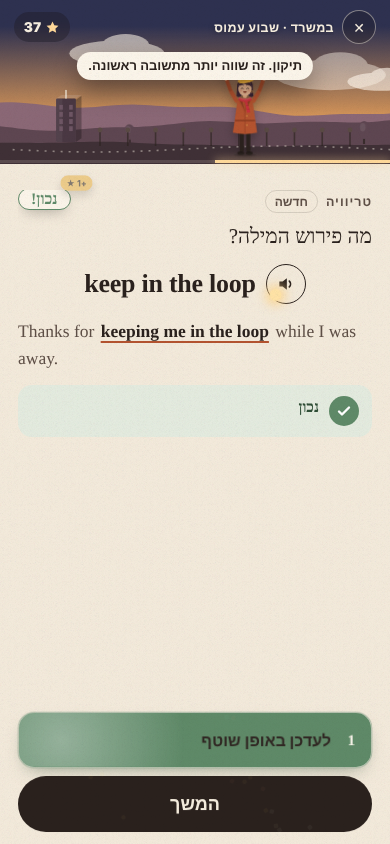 במשרד · שבוע עמוס
37
תיקון. זה שווה יותר מתשובה ראשונה.
טריוויה
חדשה
נכון!
+1
מה פירוש המילה?
keep in the loop
Thanks for keeping me in the loop while I was
away.
נכון
1 לעדכן באופן שוטף
המשך